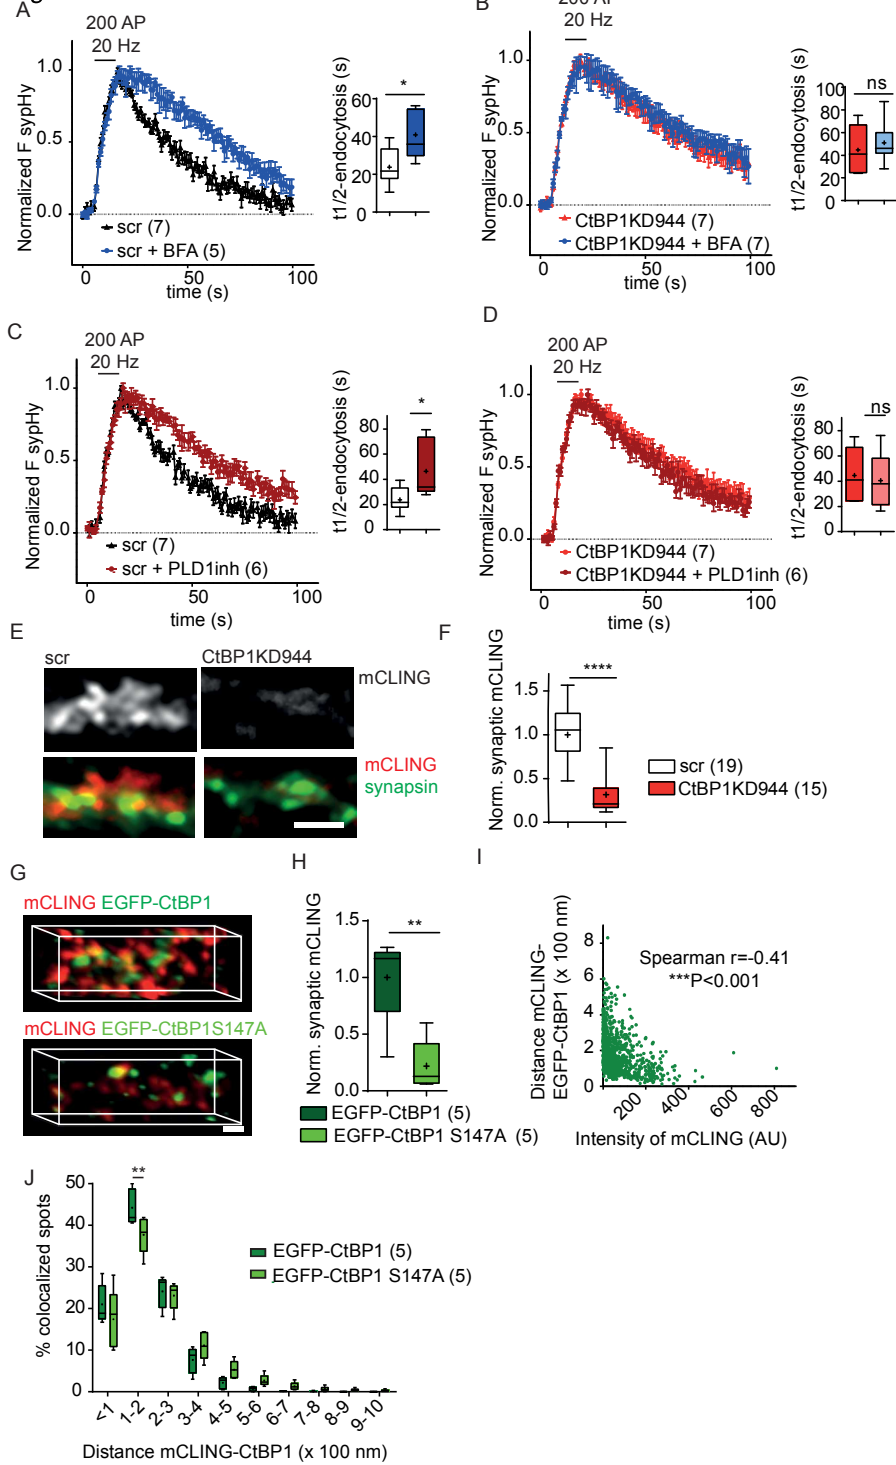 A
200 AP
20 Hz
Normalized F sypHy
1.0
0.5
0.0
scr (7)
scr + BFA (5)
0
50
100
time (s)
t1/2-endocytosis (s)
*
60
40
20
0
B
200 AP
20 Hz
Normalized F sypHy
1.0
0.5
0.0
CtBP1KD944 (7)
CtBP1KD944 + BFA (7)
0
50
100
time (s)
t1/2-endocytosis (s)
ns
100
80
60
40
20
0
C
200 AP
20 Hz
Normalized F sypHy
1.0
0.5
0.0
scr (7)
scr + PLD1inh (6)
0
50
100
time (s)
t1/2-endocytosis (s)
*
80
60
40
20
0
D
200 AP
20 Hz
Normalized F sypHy
1.0
0.5
0.0
CtBP1KD944 (7)
CtBP1KD944 + PLD1inh (6)
0
50
100
time (s)
t1/2-endocytosis (s)
ns
80
60
40
20
0
E
scr
CtBP1KD944
mCLING
mCLING
synapsin
F
Norm. synaptic mCLING
****
1.5
1.0
0.5
0.0
scr (19)
CtBP1KD944 (15)
G
mCLING EGFP-CtBP1
mCLING EGFP-CtBP1S147A
H
Norm. synaptic mCLING
**
1.5
1.0
0.5
0.0
EGFP-CtBP1 (5)
EGFP-CtBP1 S147A (5)
I
Distance mCLING-
EGFP-CtBP1 (x 100 nm)
8
6
4
2
0
Spearman r=-0.41
***P<0.001
200
400
600
800
Intensity of mCLING (AU)
J
% colocalized spots
**
50
40
30
20
10
0
EGFP-CtBP1 (5)
EGFP-CtBP1 S147A (5)
<1
1-2
2-3
3-4
4-5
5-6
6-7
7-8
8-9
9-10
Distance mCLING-CtBP1 (x 100 nm)